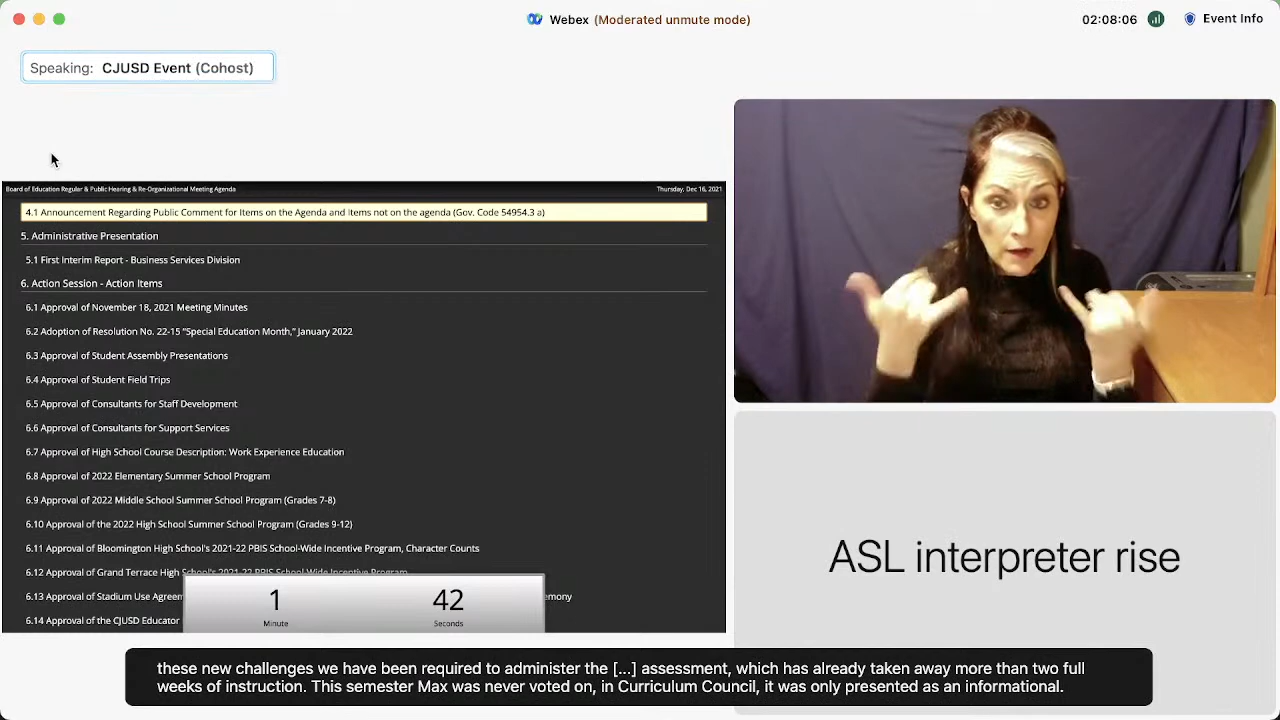 Webex (Moderated unmute mode)
02:08:06
Event Info
Speaking: CJUSD Event (Cohost)
Board of Education Regular & Public Hearing & Re-Organizational Meeting Agenda
Thursday, Dec 16, 2021
4.1 Announcement Regarding Public Comment for Items on the Agenda and Items not on the agenda (Gov. Code 54954.3 a)
5. Administrative Presentation
5.1 First Interim Report - Business Services Division
6. Action Session - Action Items
6.1 Approval of November 18, 2021 Meeting Minutes
6.2 Adoption of Resolution No. 22-15 "Special Education Month," January 2022
6.3 Approval of Student Assembly Presentations
6.4 Approval of Student Field Trips
6.5 Approval of Consultants for Staff Development
6.6 Approval of Consultants for Support Services
6.7 Approval of High School Course Description: Work Experience Education
6.8 Approval of 2022 Elementary Summer School Program
6.9 Approval of 2022 Middle School Summer School Program (Grades 7-8)
6.10 Approval of the 2022 High School Summer School Program (Grades 9-12)
6.11 Approval of Bloomington High School's 2021-22 PBIS School-Wide Incentive Program, Character Counts
6.12 Approval of Grand Terrace High School's 2021-22 PBIS School-Wide Incentive Program
6.13 Approval of Stadium Use Agreem
emony
6.14 Approval of the CJUSD Educator
1 42
Minute Seconds
ASL interpreter rise
these new challenges we have been required to administer the [...] assessment, which has already taken away more than two full
weeks of instruction. This semester Max was never voted on, in Curriculum Council, it was only presented as an informational.